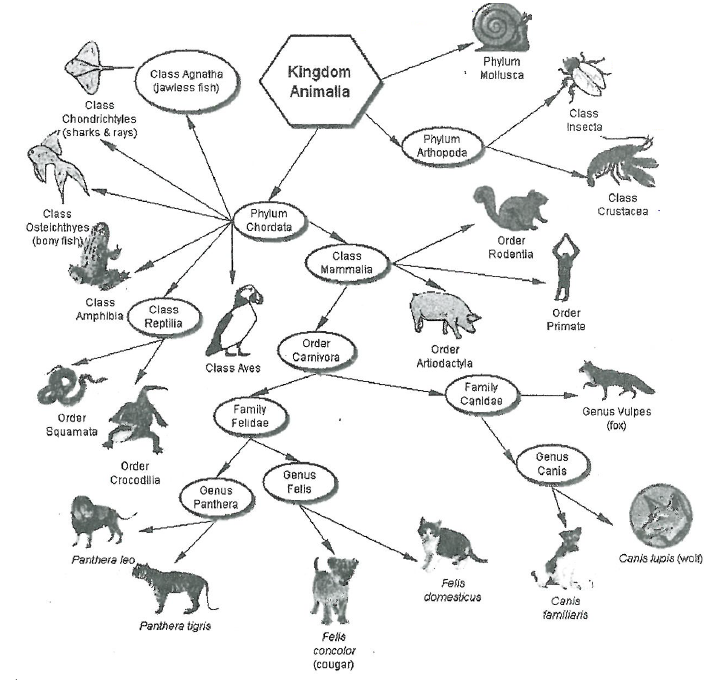 Kingdom
Animalia
Phylum
Mollusca
Phylum
Arthopoda
Class
Insecta
Class
Crustacea
Class Agnatha
(jawless fish)
Class
Chondrichtyles
(sharks & rays)
Class
Osteichthyes
(bony fish)
Phylum
Chordata
Class
Amphibia
Class
Reptilia
Class Aves
Class
Mammalia
Order
Rodentia
Order
Primate
Order
Artiodactyla
Order
Carnivora
Order
Squamata
Order
Crocodilia
Family
Felidae
Family
Canidae
Genus Vulpes
(fox)
Genus
Panthera
Genus
Felis
Genus
Canis
Panthera leo
Panthera tigris
Felis
concolor
(cougar)
Felis
domesticus
Canis
familiaris
Canis lupis (wolf)